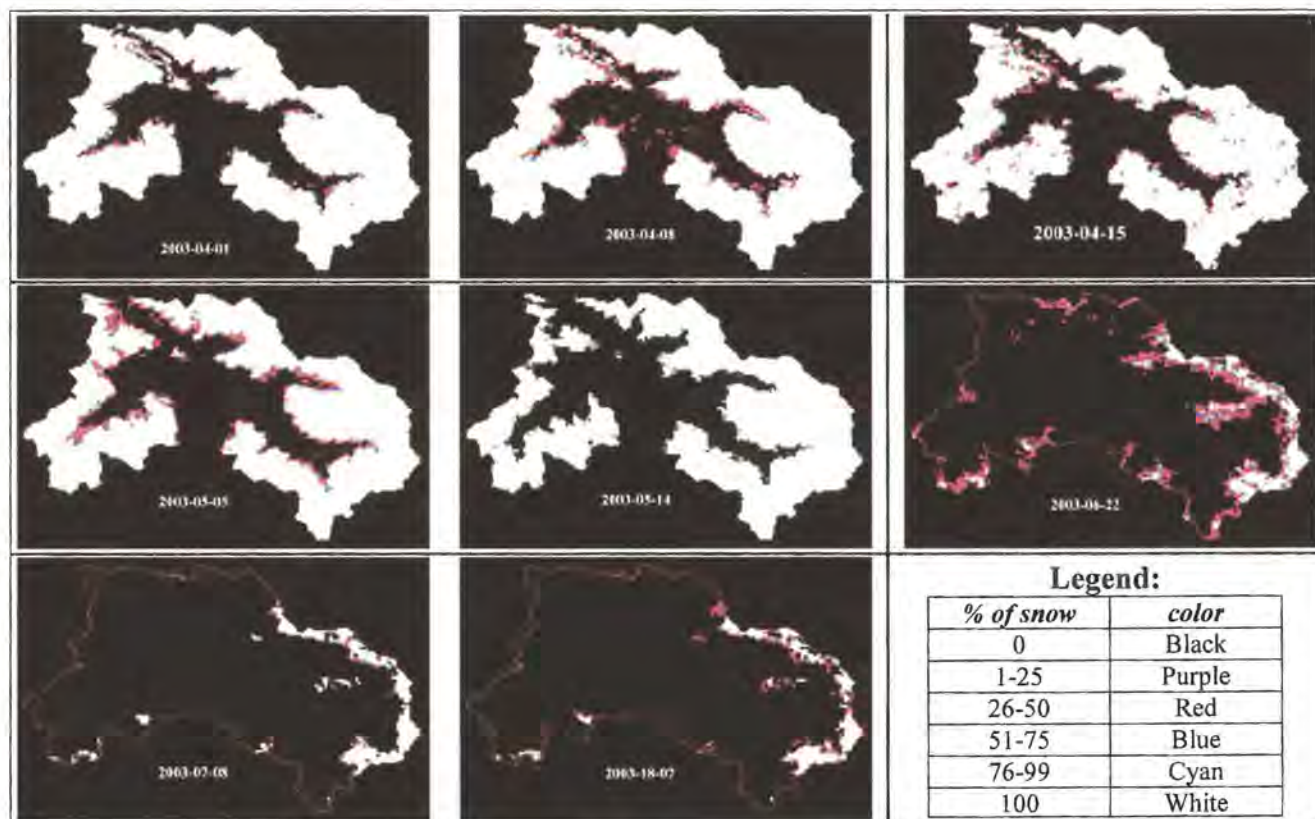 2003-04-01
2003-04-08
2003-04-15
2003-05-05
2003-05-14
2003-06-22
2003-07-08
2003-18-07
Legend:
% of snow color
0 Black
1-25 Purple
26-50 Red
51-75 Blue
76-99 Cyan
100 White